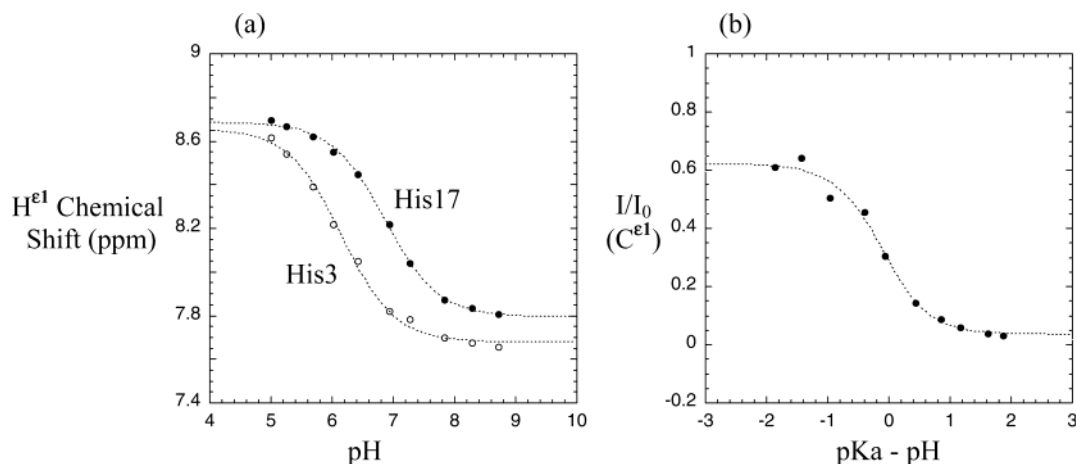 (a)
9
8.6
8.2
7.8
7.4
H^ε1 Chemical
Shift (ppm)
His17
His3
4 5 6 7 8 9 10
pH
(b)
1
0.8
0.6
0.4
0.2
0
-0.2
I/I₀
(C^ε1)
-3 -2 -1 0 1 2 3
pKa - pH